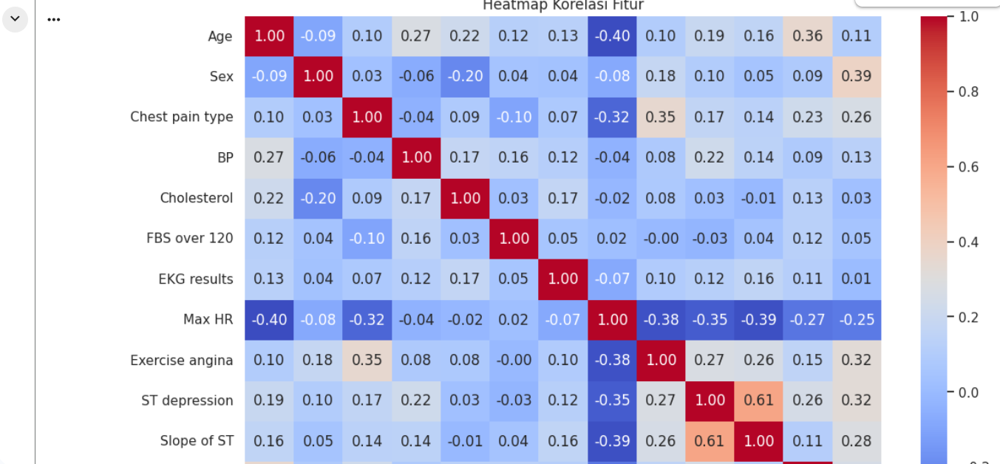 ...
Heatmap Korelasi Fitur
Age 1.00 -0.09 0.10 0.27 0.22 0.12 0.13 -0.40 0.10 0.19 0.16 0.36 0.11
Sex -0.09 1.00 0.03 -0.06 -0.20 0.04 0.04 -0.08 0.18 0.10 0.05 0.09 0.39
Chest pain type 0.10 0.03 1.00 -0.04 0.09 -0.10 0.07 -0.32 0.35 0.17 0.14 0.23 0.26
BP 0.27 -0.06 -0.04 1.00 0.17 0.16 0.12 -0.04 0.08 0.22 0.14 0.09 0.13
Cholesterol 0.22 -0.20 0.09 0.17 1.00 0.03 0.17 -0.02 0.08 0.03 -0.01 0.13 0.03
FBS over 120 0.12 0.04 -0.10 0.16 0.03 1.00 0.05 0.02 -0.00 -0.03 0.04 0.12 0.05
EKG results 0.13 0.04 0.07 0.12 0.17 0.05 1.00 -0.07 0.10 0.12 0.16 0.11 0.01
Max HR -0.40 -0.08 -0.32 -0.04 -0.02 0.02 -0.07 1.00 -0.38 -0.35 -0.39 -0.27 -0.25
Exercise angina 0.10 0.18 0.35 0.08 0.08 -0.00 0.10 -0.38 1.00 0.27 0.26 0.15 0.32
ST depression 0.19 0.10 0.17 0.22 0.03 -0.03 0.12 -0.35 0.27 1.00 0.61 0.26 0.32
Slope of ST 0.16 0.05 0.14 0.14 -0.01 0.04 0.16 -0.39 0.26 0.61 1.00 0.11 0.28
1.0
0.8
0.6
0.4
0.2
0.0